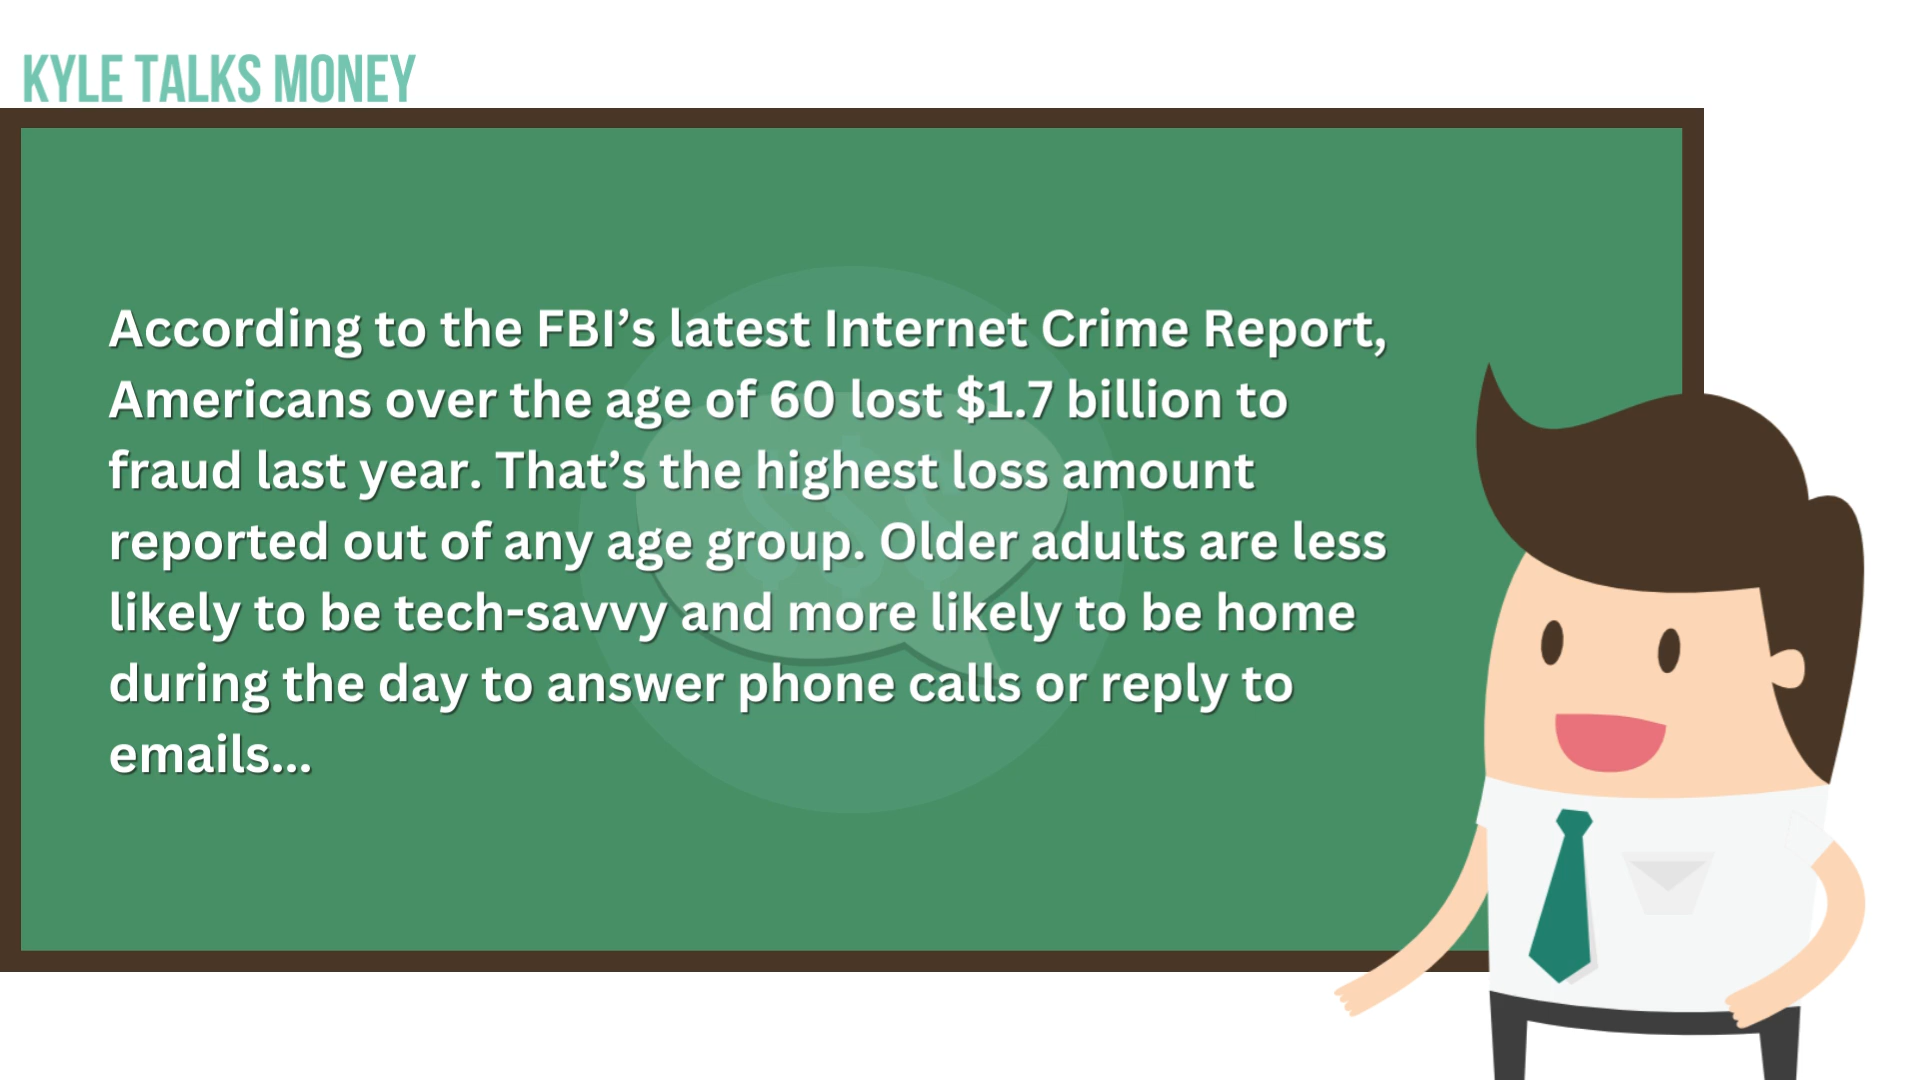 KYLE TALKS MONEY
According to the FBI’s latest Internet Crime Report,
Americans over the age of 60 lost $1.7 billion to
fraud last year. That’s the highest loss amount
reported out of any age group. Older adults are less
likely to be tech-savvy and more likely to be home
during the day to answer phone calls or reply to
emails...